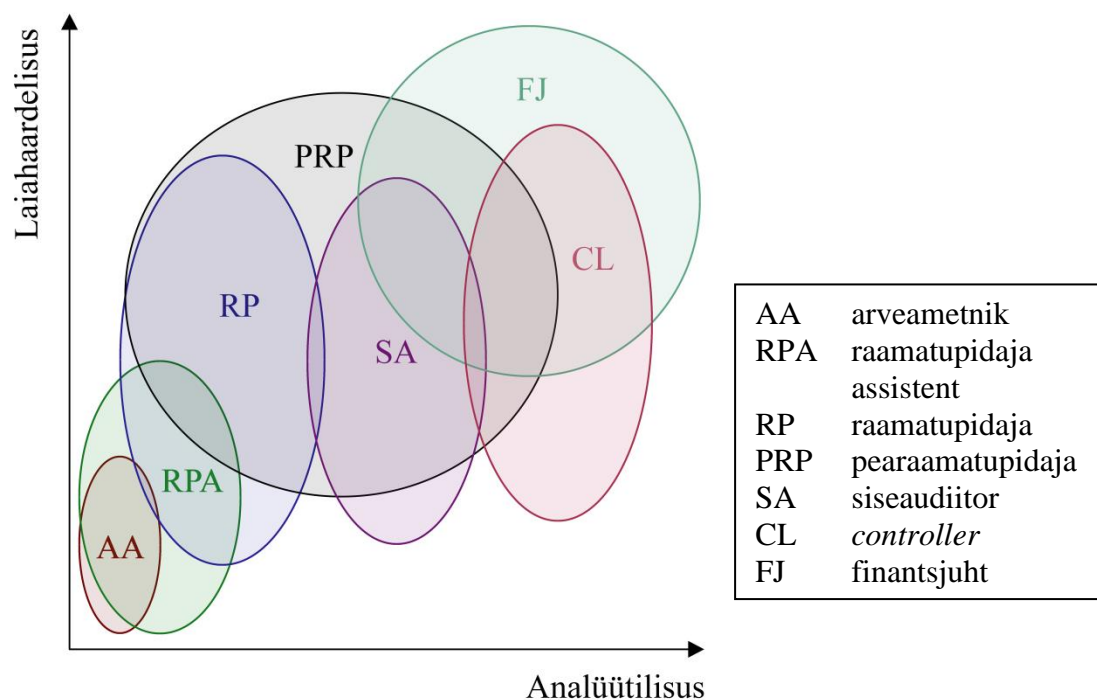 Laiahaardelisus
FJ
PRP
CL
RP
SA
RPA
AA
Analüütilisus
AA arveametnik
RPA raamatupidaja
assistent
RP raamatupidaja
PRP pearaamatupidaja
SA siseaudiitor
CL controller
FJ finantsjuht